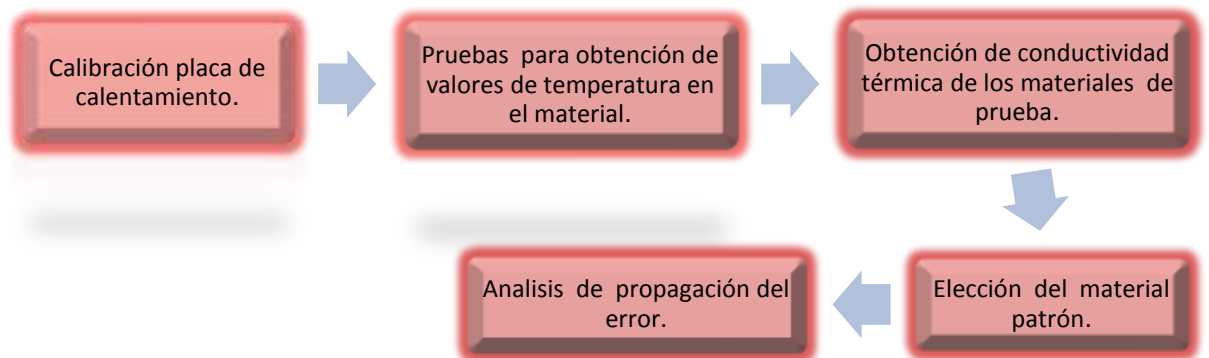 Calibración placa de
calentamiento.
Pruebas para obtención de
valores de temperatura en
el material.
Obtención de conductividad
térmica de los materiales de
prueba.
Elección del material
patrón.
Analisis de propagación del
error.